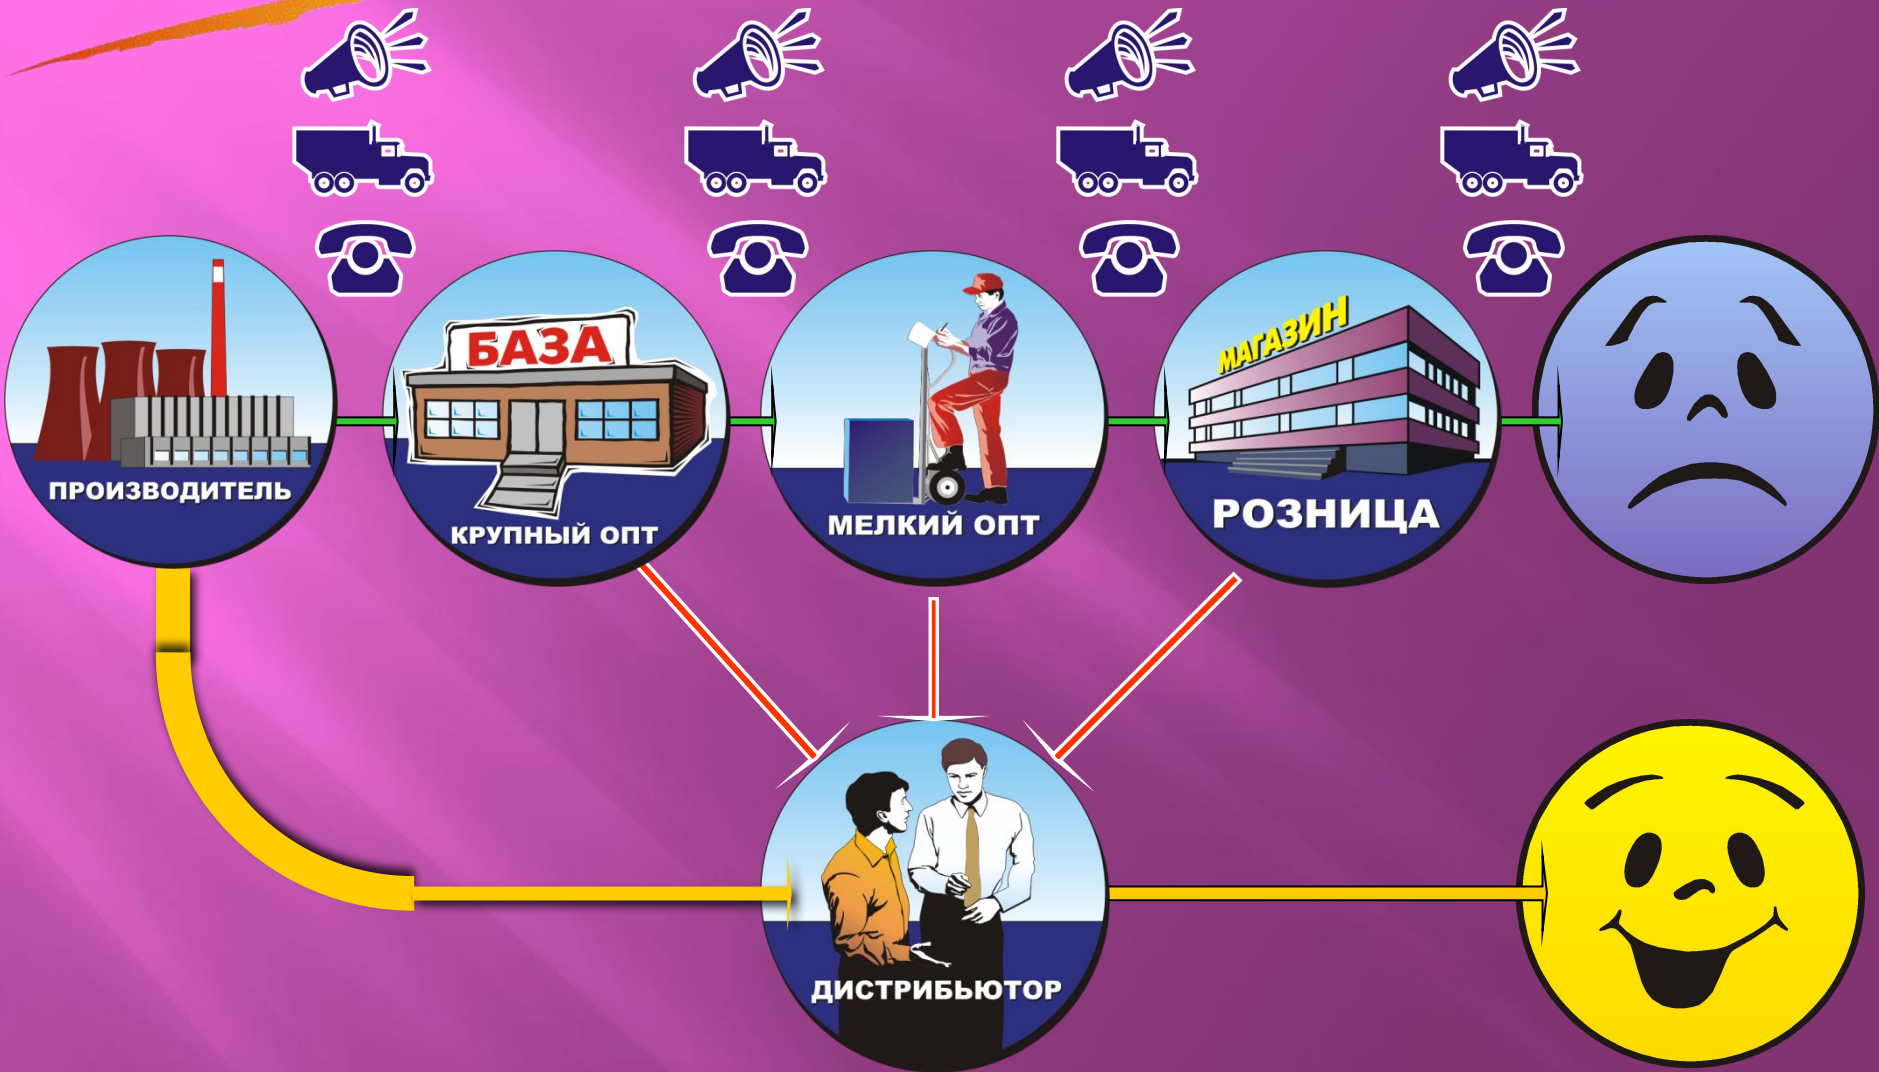 БАЗА
МАГАЗИН
ПРОИЗВОДИТЕЛЬ
КРУПНЫЙ ОПТ
МЕЛКИЙ ОПТ
РОЗНИЦА
ДИСТРИБЬЮТОР